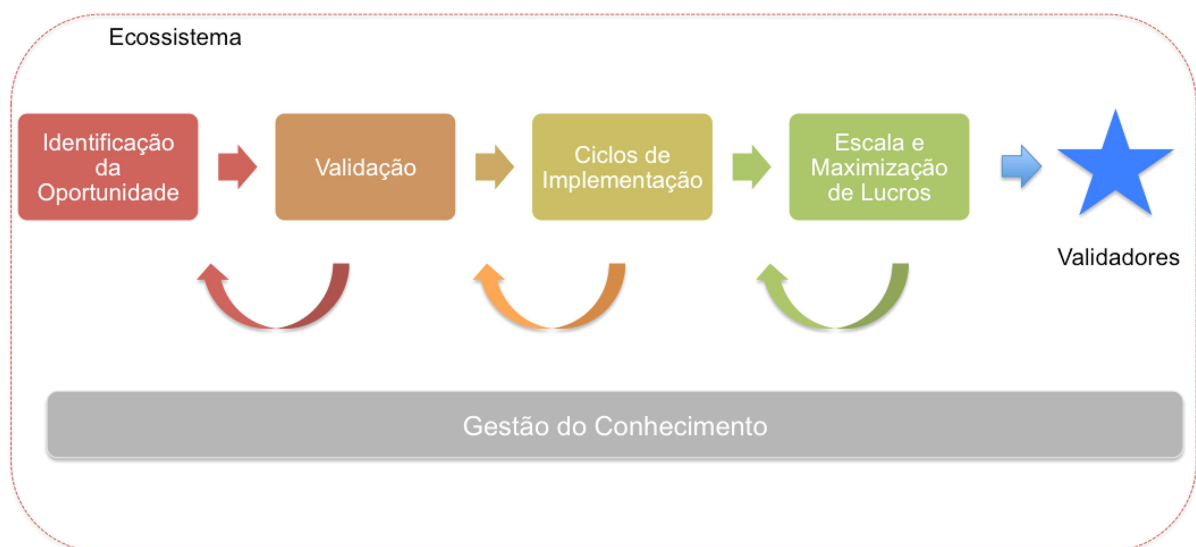 Ecossistema
Identificação
da
Oportunidade
Validação
Ciclos de
Implementação
Escala e
Maximização
de Lucros
Validadores
Gestão do Conhecimento